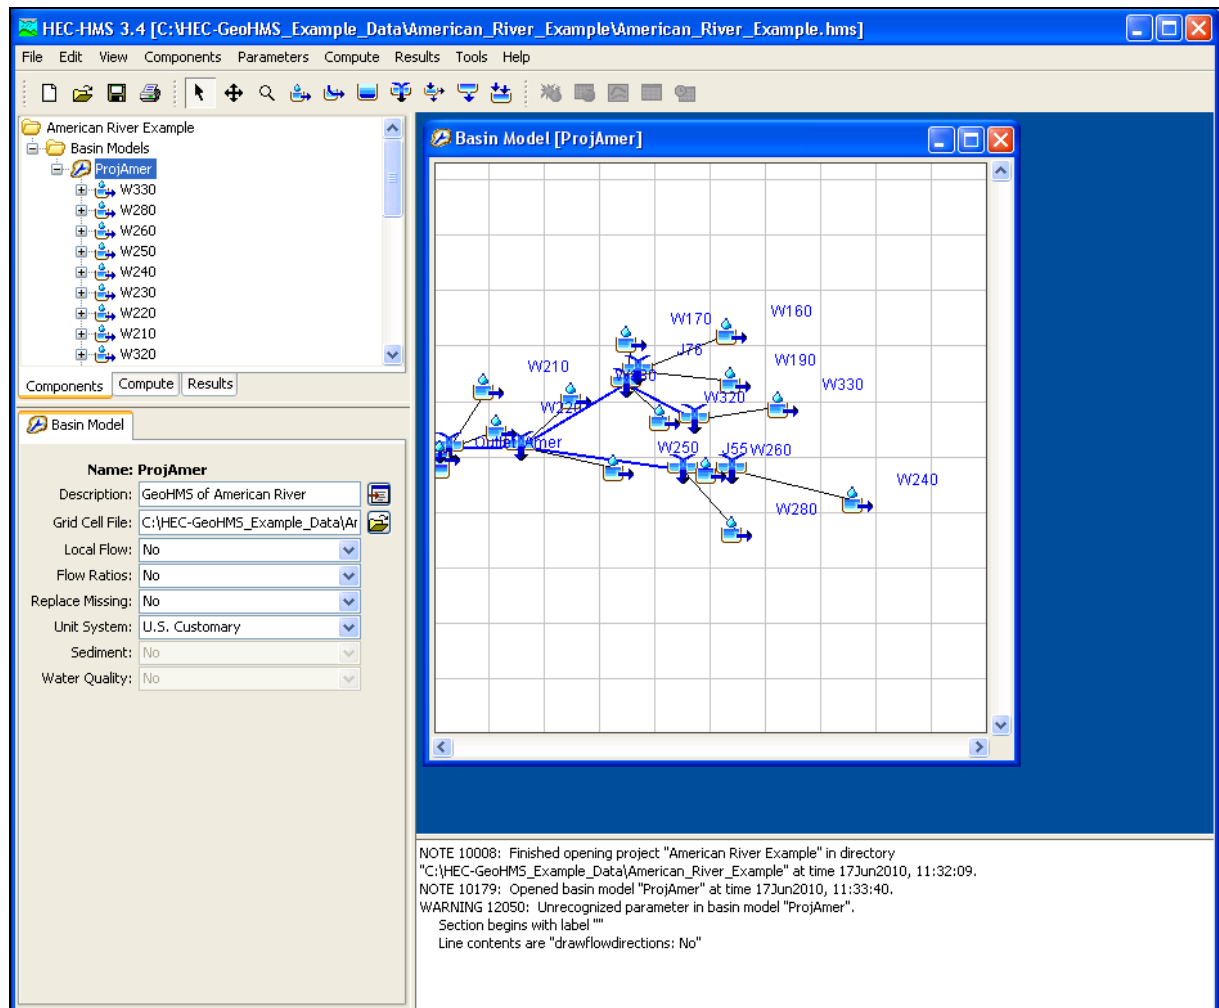 HEC-HMS 3.4 [C:\HEC-GeoHMS_Example_Data\American_River_Example\American_River_Example.hms]
File Edit View Components Parameters Compute Results Tools Help
American River Example
Basin Models
ProjAmer
W330
W280
W260
W250
W240
W230
W220
W210
W320
Components Compute Results
Basin Model
Name: ProjAmer
Description: GeoHMS of American River
Grid Cell File: C:\HEC-GeoHMS_Example_Data\Ar
Local Flow: No
Flow Ratios: No
Replace Missing: No
Unit System: U.S. Customary
Sediment: No
Water Quality: No
Basin Model [ProjAmer]
W170 W160
J76
W210 W190
W330
W320
W220
Outlet Amer
W250 J55 W260
W240
W280
NOTE 10008: Finished opening project "American River Example" in directory
"C:\HEC-GeoHMS_Example_Data\American_River_Example" at time 17Jun2010, 11:32:09.
NOTE 10179: Opened basin model "ProjAmer" at time 17Jun2010, 11:33:40.
WARNING 12050: Unrecognized parameter in basin model "ProjAmer".
Section begins with label ""
Line contents are "drawflowdirections: No"